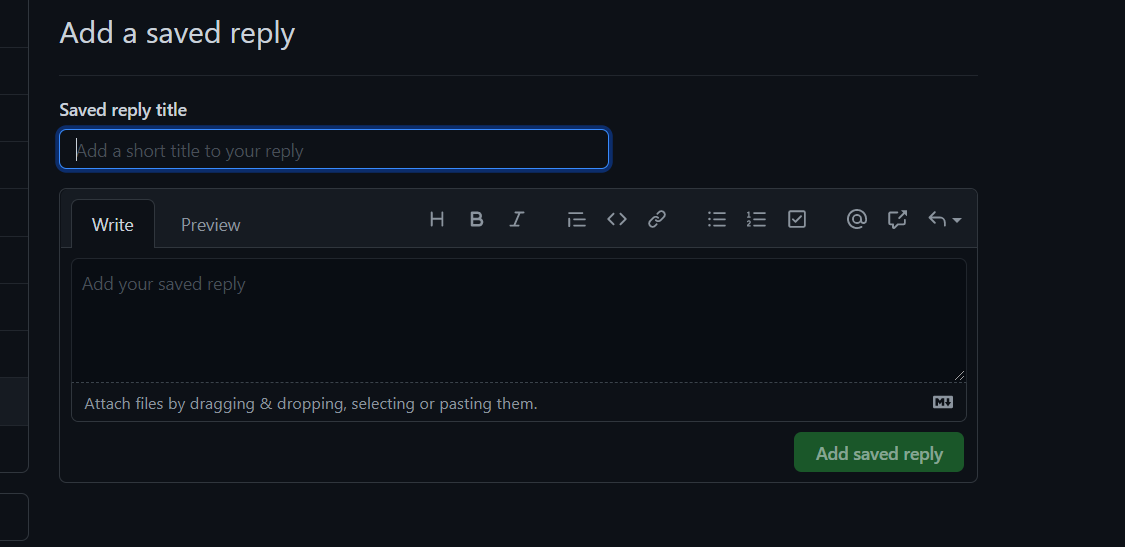 Add a saved reply
Saved reply title
Add a short title to your reply
Write Preview
Add your saved reply
Attach files by dragging & dropping, selecting or pasting them.
Add saved reply